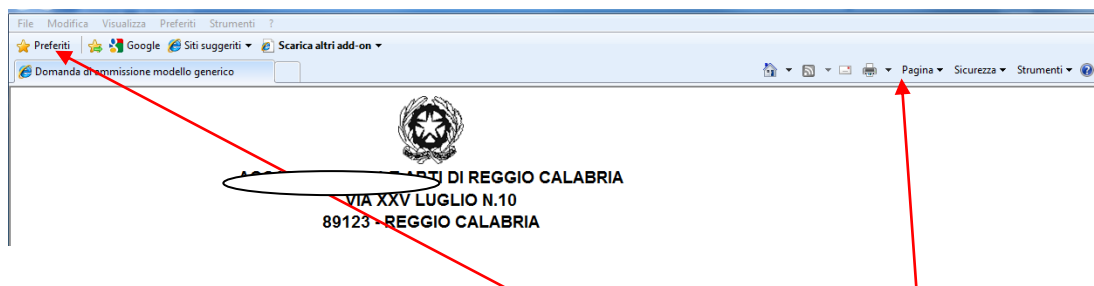 File Modifica Visualizza Preferiti Strumenti ?
Preferiti Google Siti suggeriti Scarica altri add-on
Domanda di ammissione modello generico Pagina Sicurezza Strumenti
ARTI DI REGGIO CALABRIA
VIA XXV LUGLIO N.10
89123 - REGGIO CALABRIA